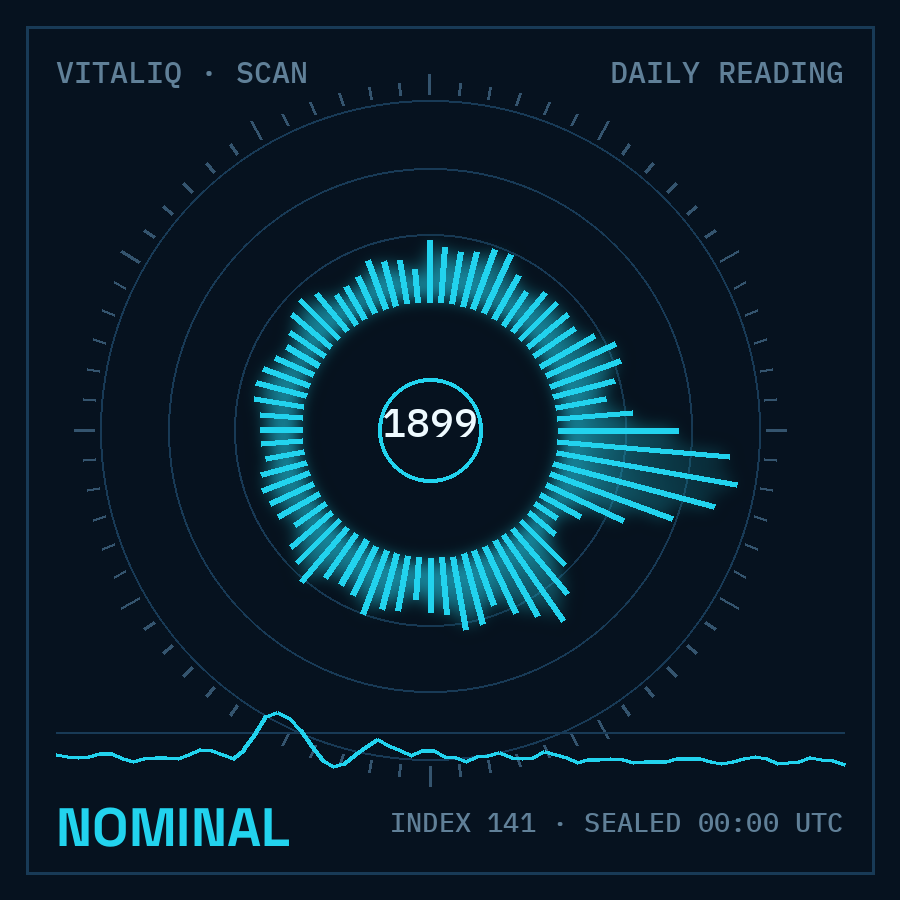 VITALIQ · SCAN
DAILY READING
1899
NOMINAL
INDEX 141 · SEALED 00:00 UTC